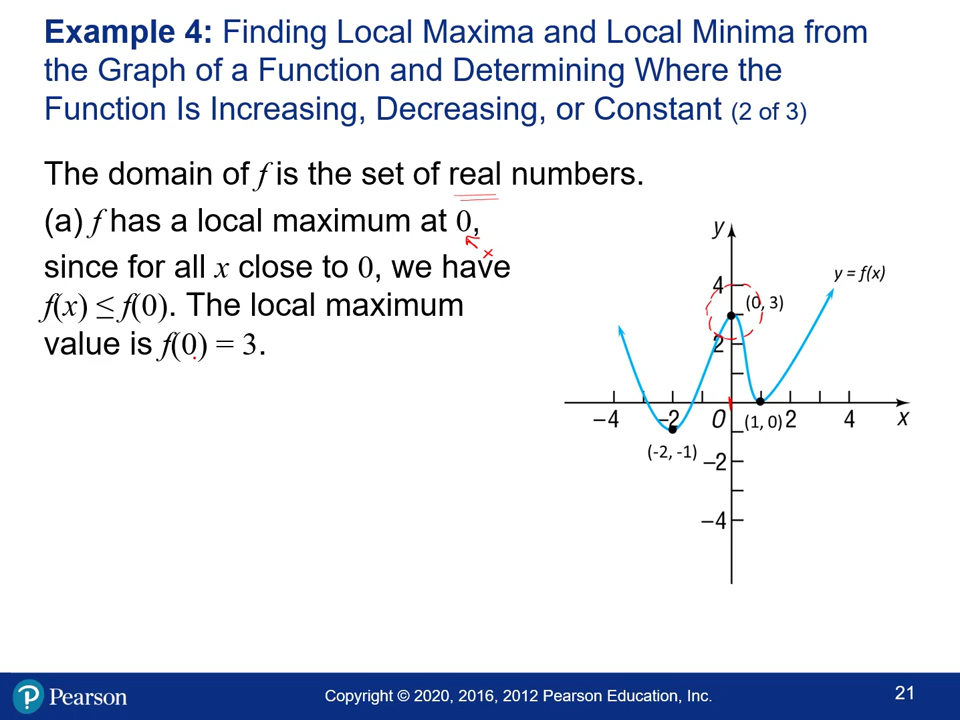 Example 4: Finding Local Maxima and Local Minima from
the Graph of a Function and Determining Where the
Function Is Increasing, Decreasing, or Constant (2 of 3)
The domain of f is the set of real numbers.
(a) f has a local maximum at 0,
x
since for all x close to 0, we have
f(x) ≤ f(0). The local maximum
value is f(0) = 3.
y
4
(0, 3)
y = f(x)
2
−4 −2 O (1, 0) 2 4 x
(-2, -1)
−2
−4
Pearson
Copyright © 2020, 2016, 2012 Pearson Education, Inc.
21